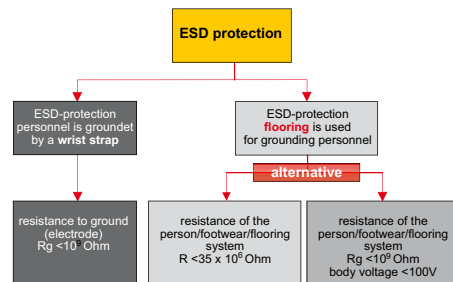 ESD protection
ESD-protection
personnel is groundet
by a wrist strap
ESD-protection
flooring is used
for grounding personnel
alternative
resistance to ground
(electrode)
Rg <10⁹ Ohm
resistance of the
person/footwear/flooring
system
R <35 x 10⁶ Ohm
resistance of the
person/footwear/flooring
system
Rg <10⁹ Ohm
body voltage <100V